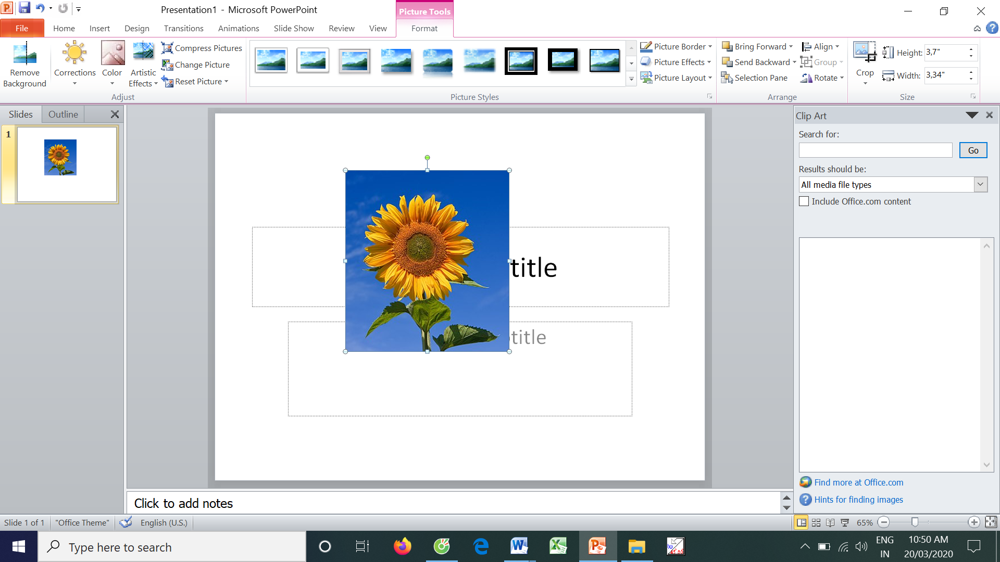 Presentation1 - Microsoft PowerPoint
Picture Tools
File Home Insert Design Transitions Animations Slide Show Review View Format
Remove Background
Corrections
Color
Artistic Effects
Compress Pictures
Change Picture
Reset Picture
Adjust
Picture Styles
Picture Border
Picture Effects
Picture Layout
Bring Forward
Send Backward
Selection Pane
Align
Group
Rotate
Arrange
Crop
Height: 3,7"
Width: 3,34"
Size
Slides Outline
1
title
title
Click to add notes
Clip Art
Search for:
Go
Results should be:
All media file types
Include Office.com content
Find more at Office.com
Hints for finding images
Slide 1 of 1 "Office Theme" English (U.S.) 65%
Type here to search
ENG
IN
10:50 AM
20/03/2020